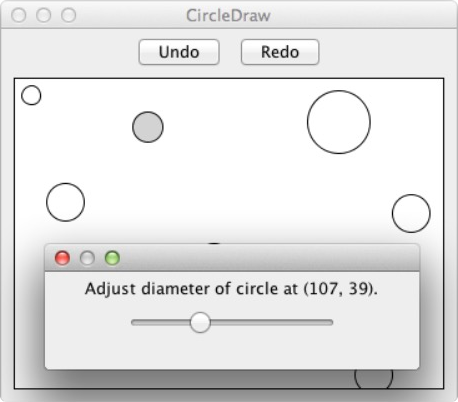 CircleDraw
Undo Redo
Adjust diameter of circle at (107, 39).